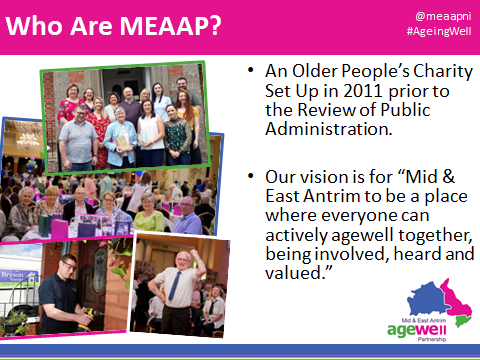 Who Are MEAAP?
@meaapni
#AgeingWell
• An Older People's Charity
Set Up in 2011 prior to
the Review of Public
Administration.
• Our vision is for “Mid &
East Antrim to be a place
where everyone can
actively agewell together,
being involved, heard and
valued.”
Bryson
Mid & East Antrim
agewell
Partnership